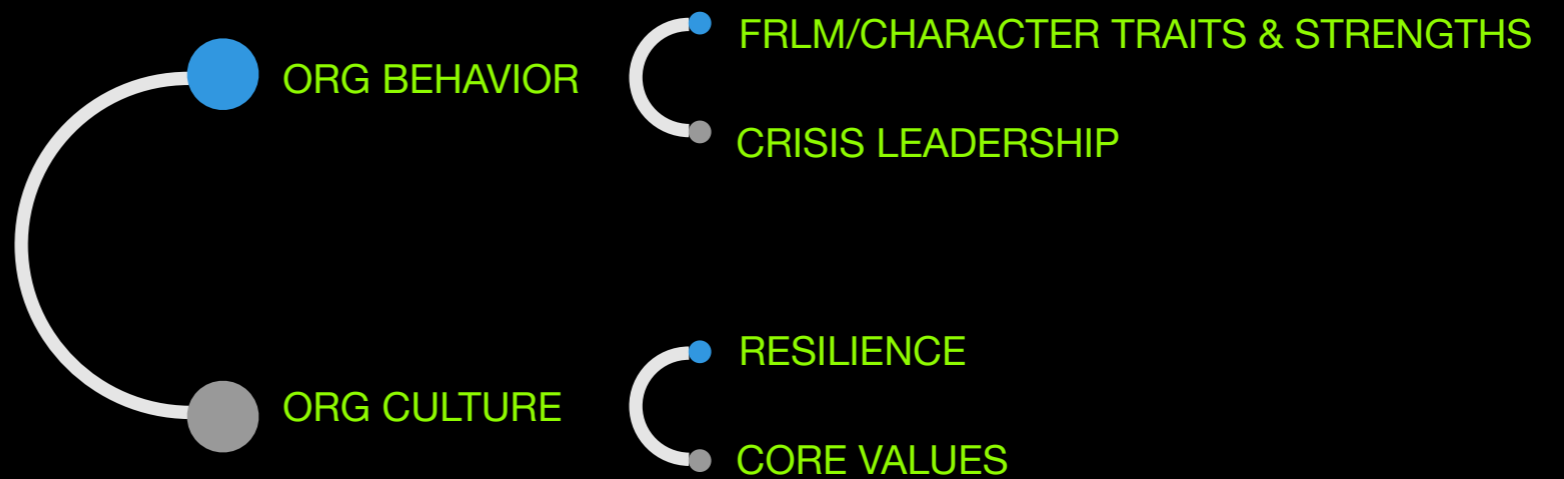 ORG BEHAVIOR
FRLM/CHARACTER TRAITS & STRENGTHS
CRISIS LEADERSHIP
ORG CULTURE
RESILIENCE
CORE VALUES